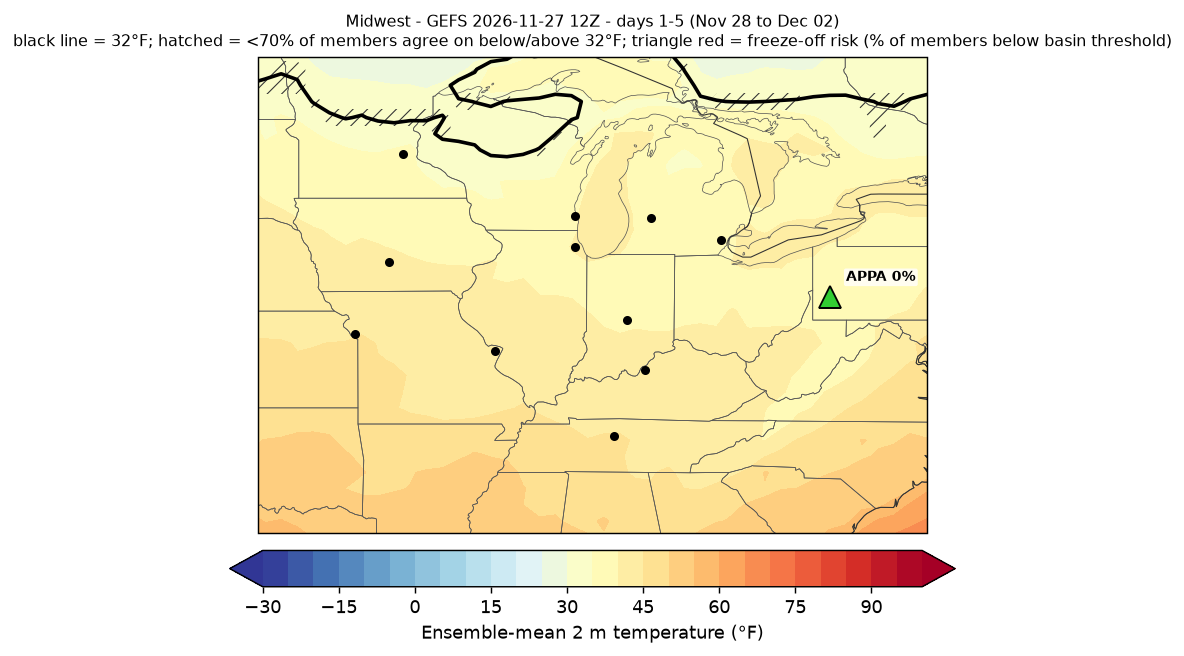 Midwest - GEFS 2026-11-27 12Z - days 1-5 (Nov 28 to Dec 02)
black line = 32°F; hatched = <70% of members agree on below/above 32°F; triangle red = freeze-off risk (% of members below basin threshold)
APPA 0%
−30 −15 0 15 30 45 60 75 90
Ensemble-mean 2 m temperature (°F)